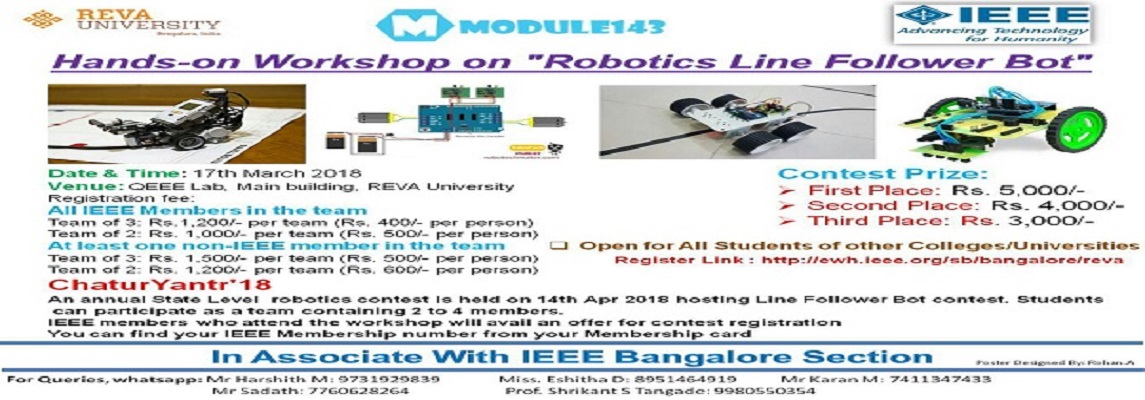 REVA
UNIVERSITY
Bengaluru, India
MODULE143
IEEE
Advancing Technology
for Humanity
Hands-on Workshop on "Robotics Line Follower Bot"
Date & Time: 17th March 2018
Venue: QEEE Lab, Main building, REVA University
Registration fee:
All IEEE Members in the team
Team of 3: Rs.1,200/- per team (Rs. 400/- per person)
Team of 2: Rs. 1,000/- per team (Rs. 500/- per person)
At least one non-IEEE member in the team
Team of 3: Rs. 1,500/- per team (Rs. 500/- per person)
Team of 2: Rs. 1,200/- per team (Rs. 600/- per person)
Contest Prize:
➢ First Place: Rs. 5,000/-
➢ Second Place: Rs. 4,000/-
➢ Third Place: Rs. 3,000/-
❑ Open for All Students of other Colleges/Universities
Register Link : http://ewh.ieee.org/sb/bangalore/reva
ChaturYantr'18
An annual State Level robotics contest is held on 14th Apr 2018 hosting Line Follower Bot contest. Students
can participate as a team containing 2 to 4 members.
IEEE members who attend the workshop will avail an offer for contest registration
You can find your IEEE Membership number from your Membership card
In Associate With IEEE Bangalore Section
Poster Designed By: Rohan.A
For Queries, whatsapp: Mr Harshith M: 9731929839 Miss. Eshitha D: 8951464919 Mr Karan M: 7411347433
Mr Sadath: 7760628264 Prof. Shrikant S Tangade: 9980550354